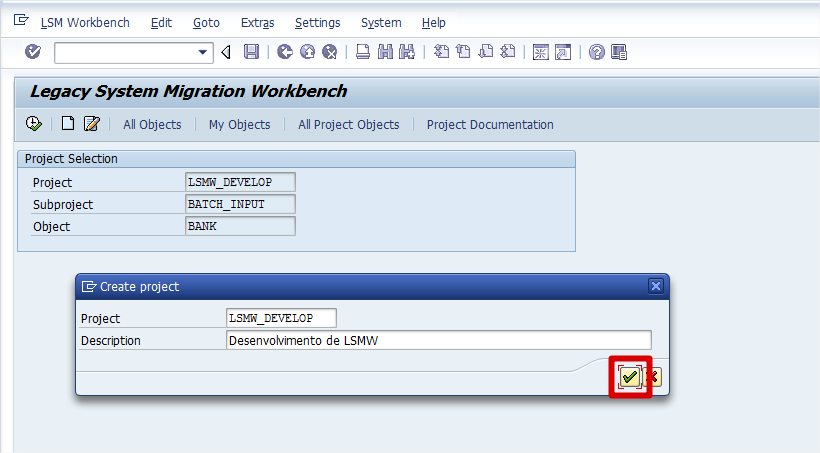 LSM Workbench Edit Goto Extras Settings System Help
Legacy System Migration Workbench
All Objects My Objects All Project Objects Project Documentation
Project Selection
Project LSMW_DEVELOP
Subproject BATCH_INPUT
Object BANK
Create project
Project LSMW_DEVELOP
Description Desenvolvimento de LSMW